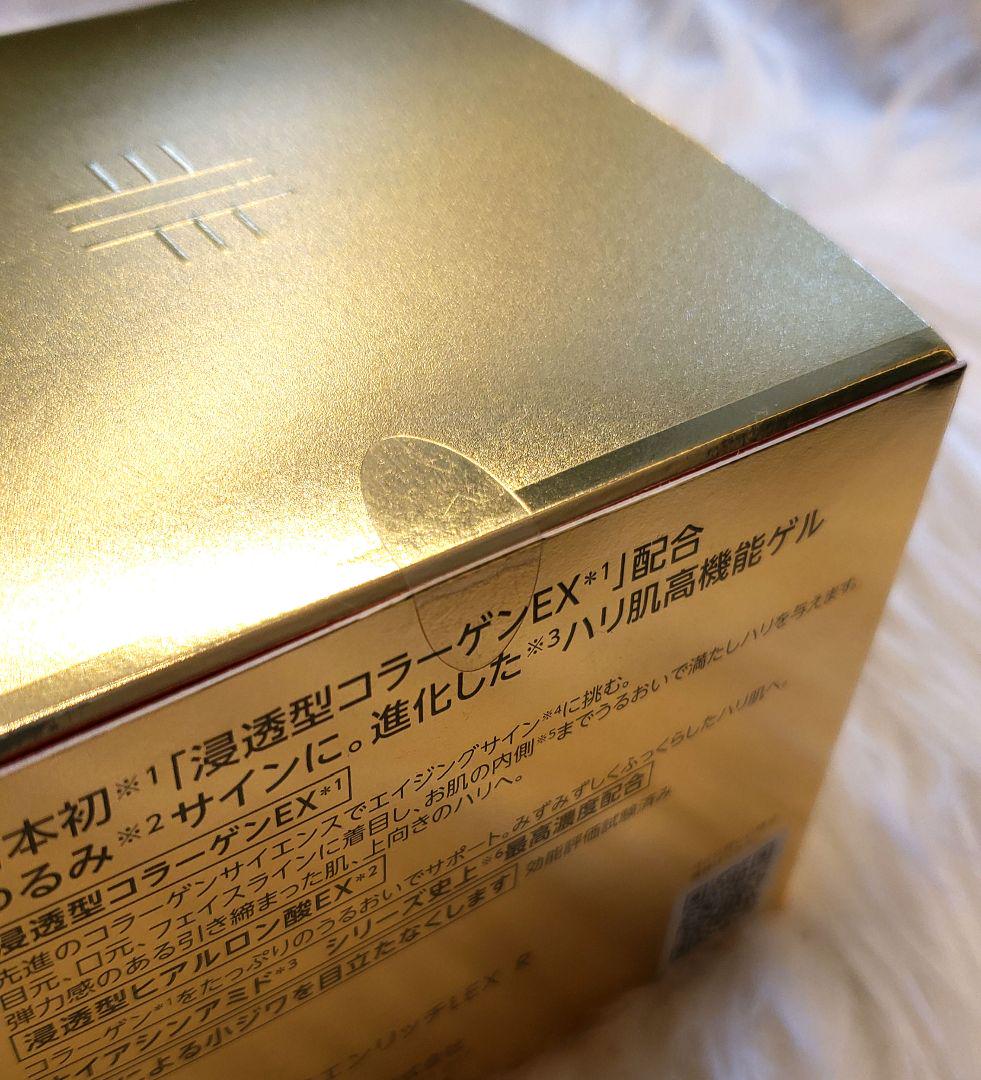 本初※1「浸透型コラーゲンEX*1」配合
るみ※2サインに。進化した※3ハリ肌高機能ゲル
浸透型コラーゲンEX*1
先進のコラーゲンサイエンスでエイジングサイン※4に挑む。
目元、口元、フェイスラインに着目し、お肌の内側※5までうるおいで満たしハリを与えます。
弾力感のある引き締まった肌、上向きのハリへ。
浸透型ヒアルロン酸EX*2
コラーゲン*1をたっぷりのうるおいでサポート。みずみずしくふっくらしたハリ肌へ。
イアシンアミド*3 シリーズ史上※6最高濃度配合
による小ジワを目立たなくします 効能評価試験済み
エンリッチLEX R